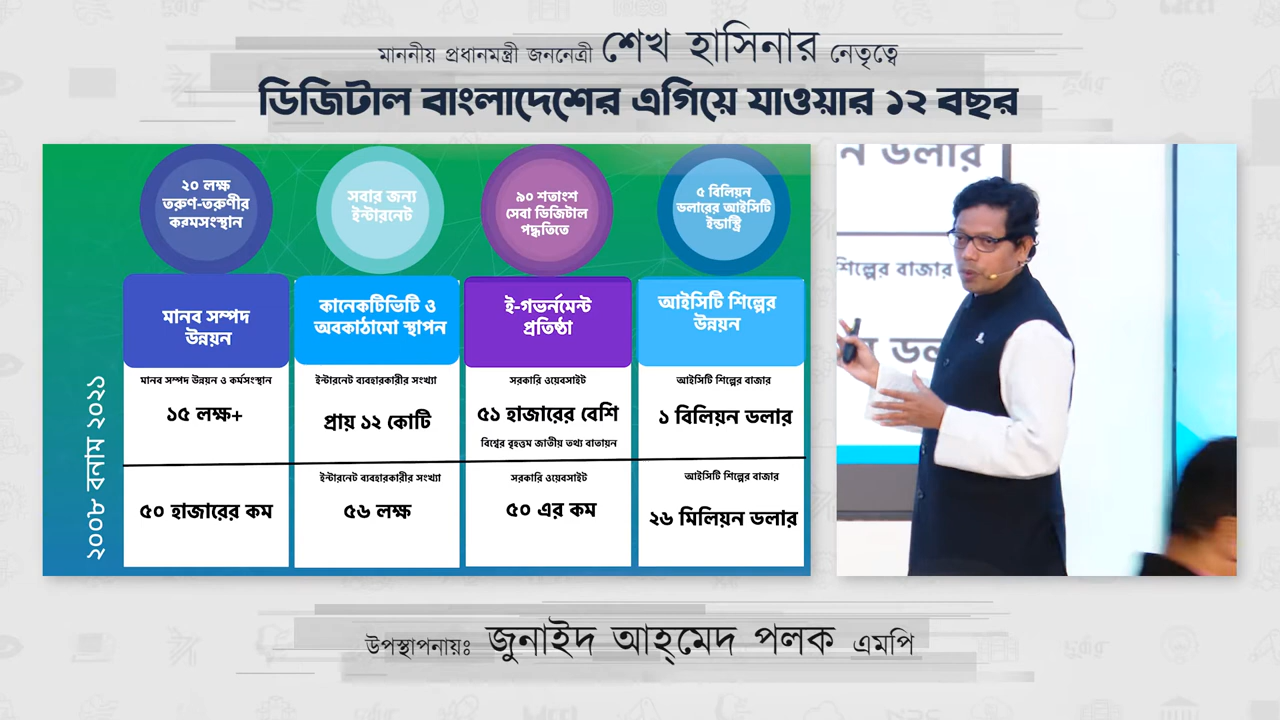 মাননীয় প্রধানমন্ত্রী জননেত্রী শেখ হাসিনার নেতৃত্বে
ডিজিটাল বাংলাদেশের এগিয়ে যাওয়ার ১২ বছর
২০ লক্ষ
তরুণ-তরুণীর
করমসংস্থান
সবার জন্য
ইন্টারনেট
৯০ শতাংশ
সেবা ডিজিটাল
পদ্ধতিতে
৫ বিলিয়ন
ডলারের আইসিটি
ইন্ডাস্ট্রি
মানব সম্পদ
উন্নয়ন
কানেকটিভিটি ও
অবকাঠামো স্থাপন
ই-গভর্নমেন্ট
প্রতিষ্ঠা
আইসিটি শিল্পের
উন্নয়ন
২০০৮ বনাম ২০২১
মানব সম্পদ উন্নয়ন ও কর্মসংস্থান
১৫ লক্ষ+
ইন্টারনেট ব্যবহারকারীর সংখ্যা
প্রায় ১২ কোটি
সরকারি ওয়েবসাইট
৫১ হাজারের বেশি
বিশ্বের বৃহত্তম জাতীয় তথ্য বাতায়ন
আইসিটি শিল্পের বাজার
১ বিলিয়ন ডলার
৫০ হাজারের কম
ইন্টারনেট ব্যবহারকারীর সংখ্যা
৫৬ লক্ষ
সরকারি ওয়েবসাইট
৫০ এর কম
আইসিটি শিল্পের বাজার
২৬ মিলিয়ন ডলার
ন ডলার
শিল্পের বাজার
উপস্থাপনায়ঃ জুনাইদ আহ্‌মেদ পলক এমপি